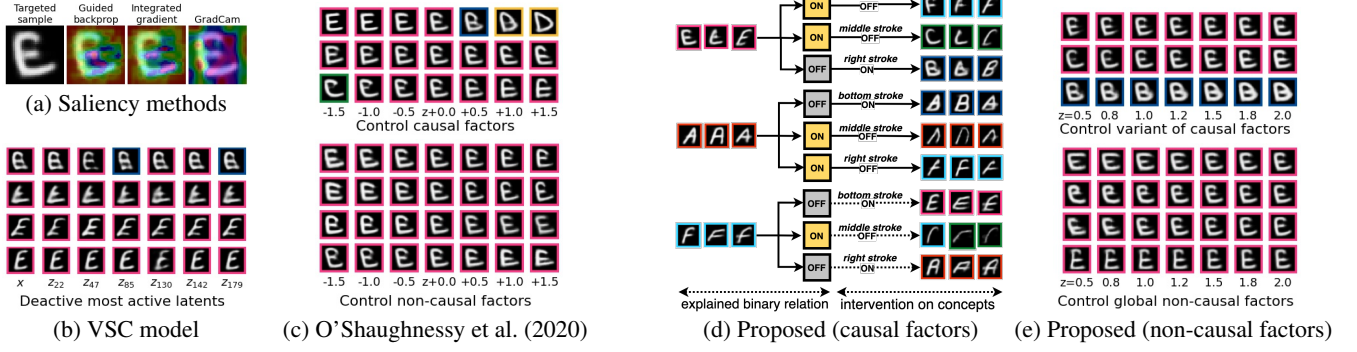 Targeted sample
Guided backprop
Integrated gradient
GradCam
(a) Saliency methods
x z22 z47 z85 z130 z142 z179
Deactive most active latents
(b) VSC model
-1.5 -1.0 -0.5 z+0.0 +0.5 +1.0 +1.5
Control causal factors
-1.5 -1.0 -0.5 z+0.0 +0.5 +1.0 +1.5
Control non-causal factors
(c) O'Shaughnessy et al. (2020)
ON OFF
ON middle stroke OFF
OFF right stroke ON
OFF bottom stroke ON
ON middle stroke OFF
ON right stroke OFF
OFF bottom stroke ON
ON middle stroke OFF
OFF right stroke ON
explained binary relation intervention on concepts
(d) Proposed (causal factors)
z=0.5 0.8 1.0 1.2 1.5 1.8 2.0
Control variant of causal factors
z=0.5 0.8 1.0 1.2 1.5 1.8 2.0
Control global non-causal factors
(e) Proposed (non-causal factors)